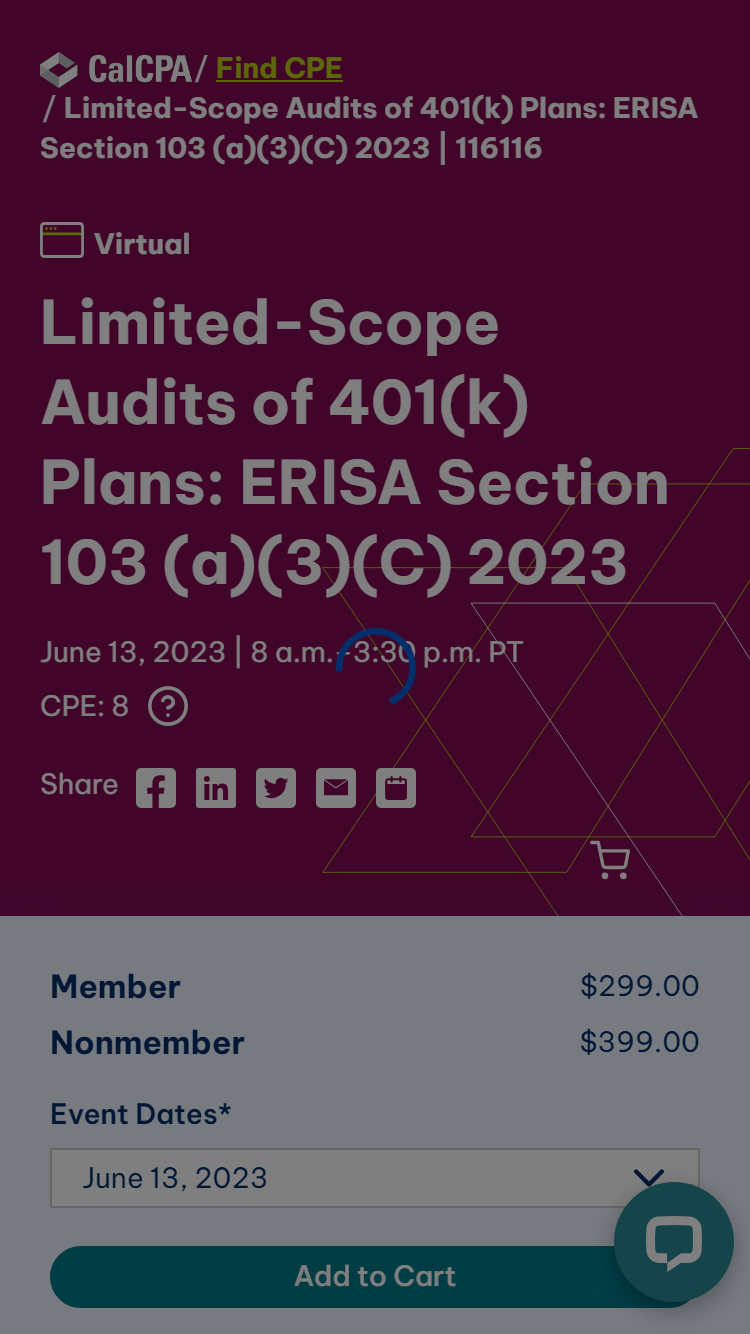 CalCPA / Find CPE
/ Limited-Scope Audits of 401(k) Plans: ERISA
Section 103 (a)(3)(C) 2023 | 116116
Virtual
Limited-Scope
Audits of 401(k)
Plans: ERISA Section
103 (a)(3)(C) 2023
June 13, 2023 | 8 a.m.–3:30 p.m. PT
CPE: 8 ?
Share
Member $299.00
Nonmember $399.00
Event Dates*
June 13, 2023
Add to Cart